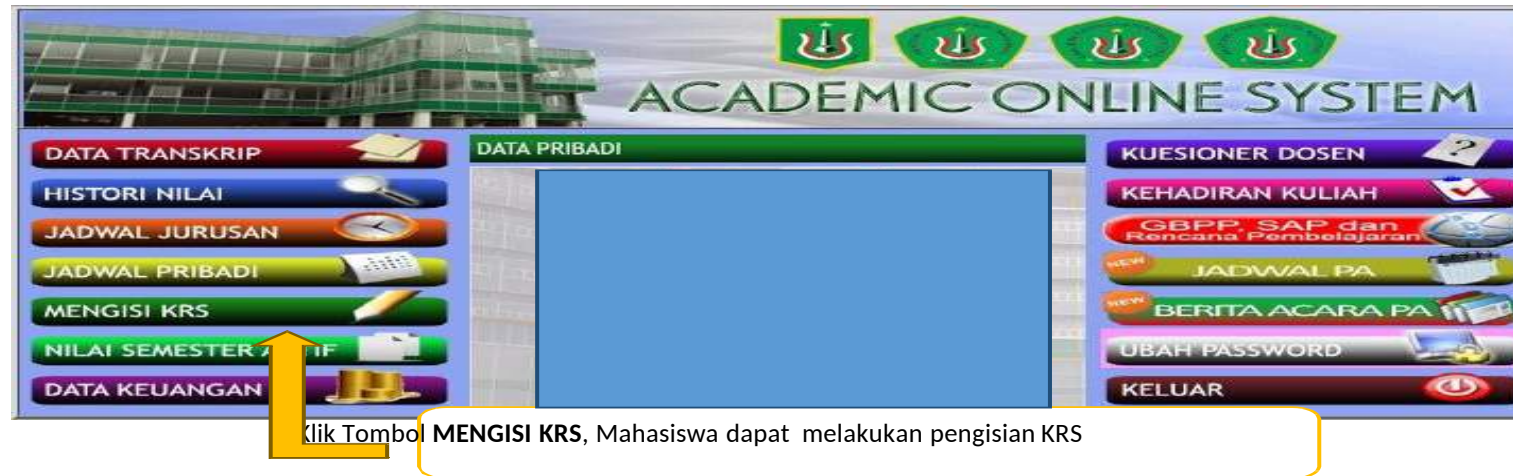 ACADEMIC ONLINE SYSTEM
DATA TRANSKRIP
HISTORI NILAI
JADWAL JURUSAN
JADWAL PRIBADI
MENGISI KRS
NILAI SEMESTER
DATA KEUANGAN
DATA PRIBADI
KUESIONER DOSEN
KEHADIRAN KULIAH
GBPP, SAP dan
Rencana Pembelajaran
NEW JADWAL PA
NEW BERITA ACARA PA
UBAH PASSWORD
KELUAR
Klik Tombol MENGISI KRS, Mahasiswa dapat melakukan pengisian KRS